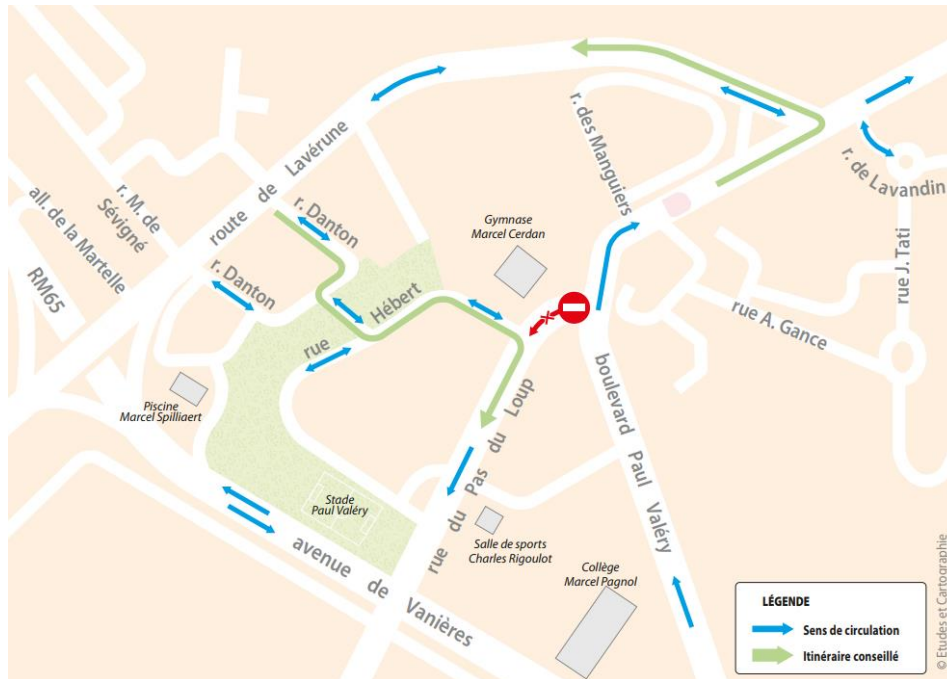 route de Lavérune
r. des Manguiers
r. de Lavandin
rue J. Tati
r. M. de
Sévigné
all. de la Martelle
RM65
r. Danton
r. Danton
Gymnase
Marcel Cerdan
rue Hébert
rue A. Gance
Piscine
Marcel Spilliaert
boulevard Paul Valéry
rue du Pas du Loup
Stade
Paul Valéry
avenue de Vanières
Salle de sports
Charles Rigoulot
Collège
Marcel Pagnol
LÉGENDE
Sens de circulation
Itinéraire conseillé
© Etudes et Cartographie